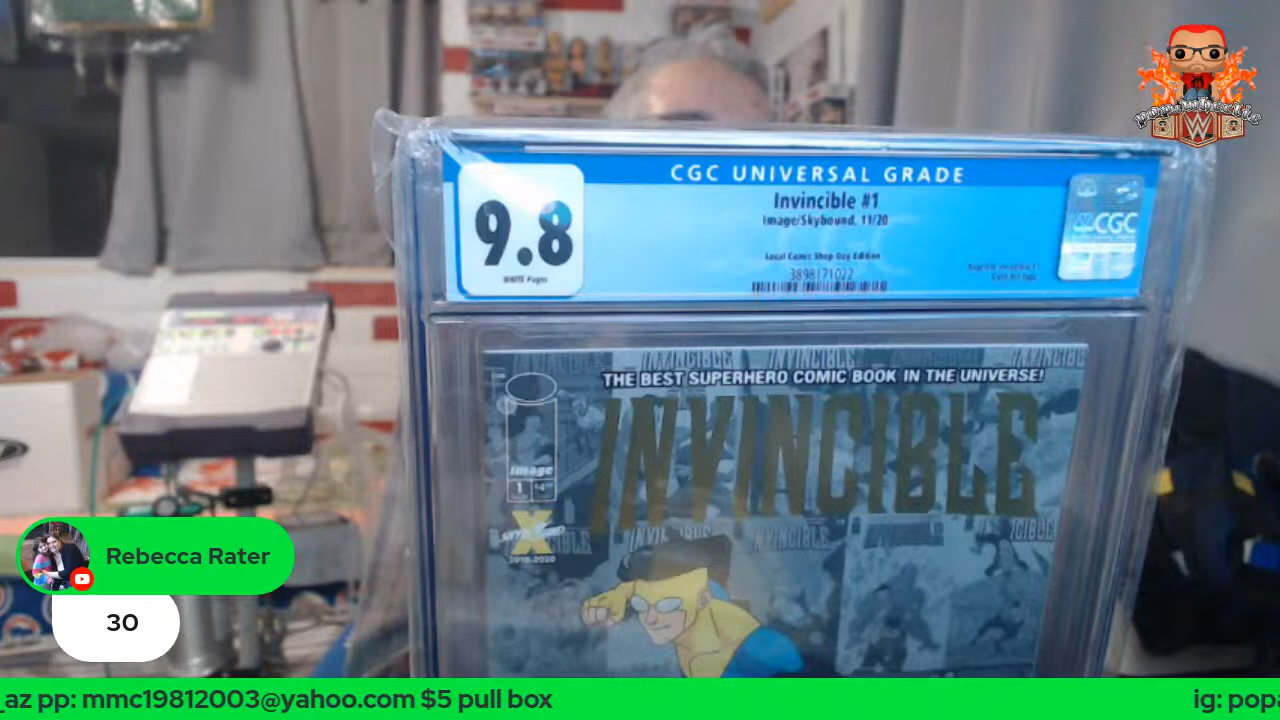 CGC UNIVERSAL GRADE
9.8
WHITE Pages
Invincible #1
Image/Skybound, 11/20
Local Comic Shop Day Edition
3898171022
CGC
THE BEST SUPERHERO COMIC BOOK IN THE UNIVERSE!
INVINCIBLE
image
1
X
2010-2020
W
Rebecca Rater
30
_az pp: mmc19812003@yahoo.com $5 pull box
ig: popa